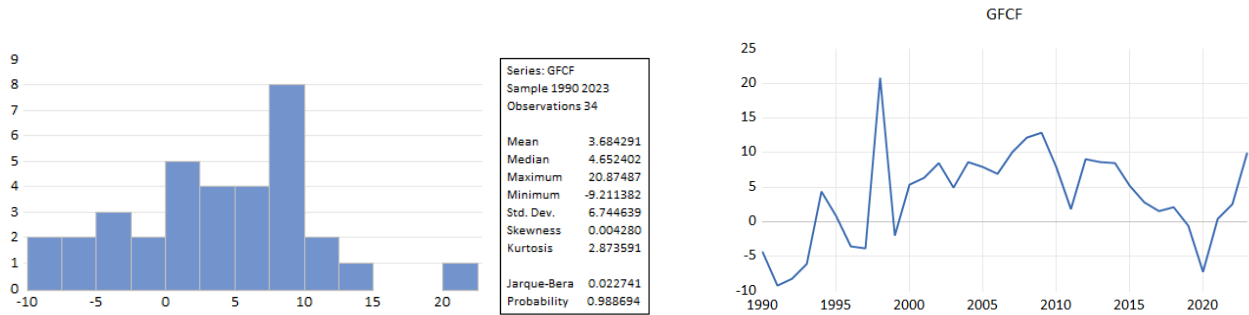 9
8
7
6
5
4
3
2
1
0
-10 -5 0 5 10 15 20
Series: GFCF
Sample 1990 2023
Observations 34
Mean 3.684291
Median 4.652402
Maximum 20.87487
Minimum -9.211382
Std. Dev. 6.744639
Skewness 0.004280
Kurtosis 2.873591
Jarque-Bera 0.022741
Probability 0.988694
GFCF
25
20
15
10
5
0
-5
-10
1990 1995 2000 2005 2010 2015 2020